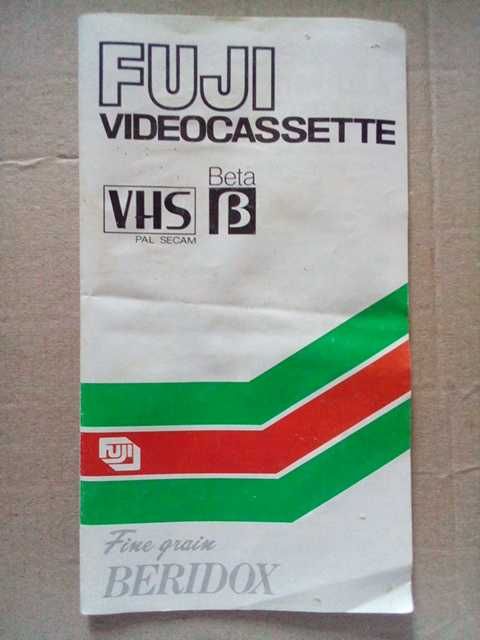 FUJI
VIDEOCASSETTE
Beta
VHS β
PAL SECAM
FUJI
Fine grain
BERIDOX